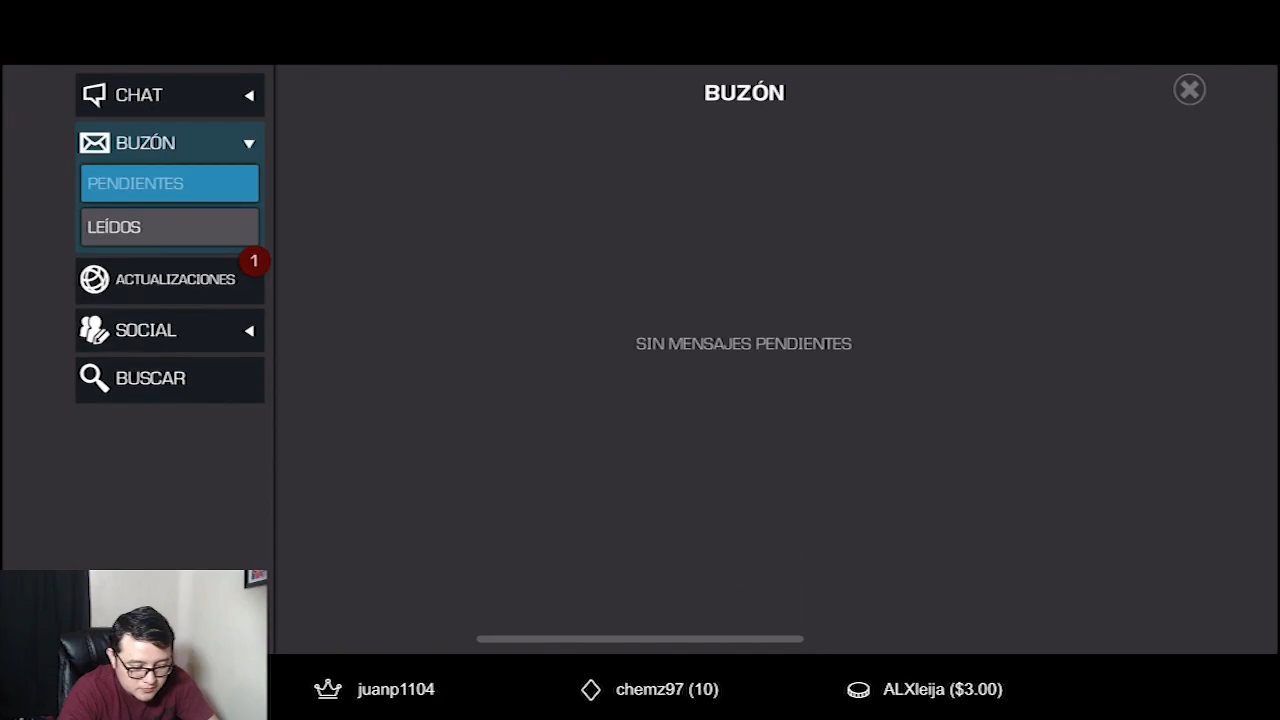 CHAT
BUZÓN
PENDIENTES
LEÍDOS
1
ACTUALIZACIONES
SOCIAL
BUSCAR
BUZÓN
SIN MENSAJES PENDIENTES
juanp1104
chemz97 (10)
ALXleija ($3.00)